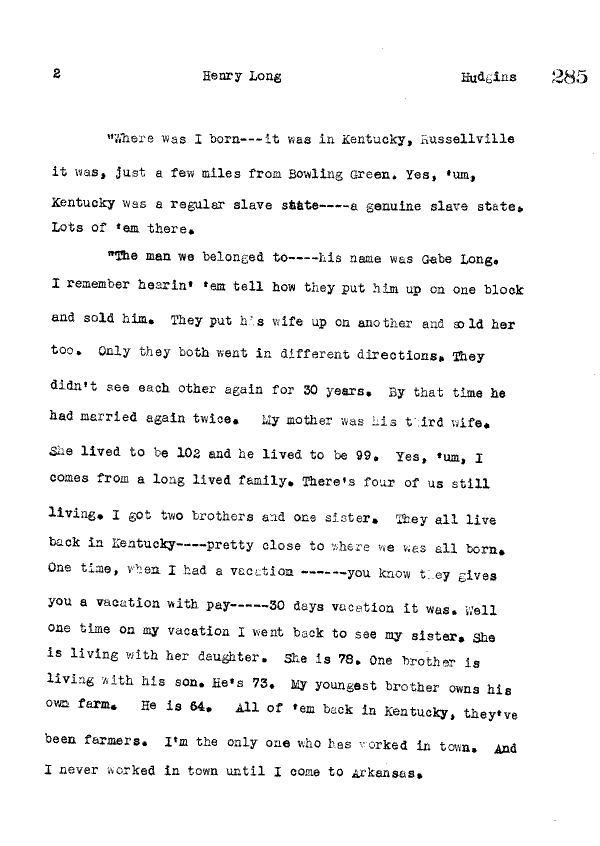 2 Henry Long Hudgins 285
"Where was I born---it was in Kentucky, Russellville
it was, just a few miles from Bowling Green. Yes, 'um,
Kentucky was a regular slave state----a genuine slave state.
Lots of 'em there.
"The man we belonged to----his name was Gabe Long.
I remember hearin' 'em tell how they put him up on one block
and sold him. They put his wife up on another and sold her
too. Only they both went in different directions. They
didn't see each other again for 30 years. By that time he
had married again twice. My mother was his third wife.
She lived to be 102 and he lived to be 99. Yes, 'um, I
comes from a long lived family. There's four of us still
living. I got two brothers and one sister. They all live
back in Kentucky----pretty close to where we was all born.
One time, when I had a vacation ------you know they gives
you a vacation with pay-----30 days vacation it was. Well
one time on my vacation I went back to see my sister. She
is living with her daughter. She is 78. One brother is
living with his son. He's 73. My youngest brother owns his
own farm. He is 64. All of 'em back in Kentucky, they've
been farmers. I'm the only one who has worked in town. And
I never worked in town until I come to Arkansas.